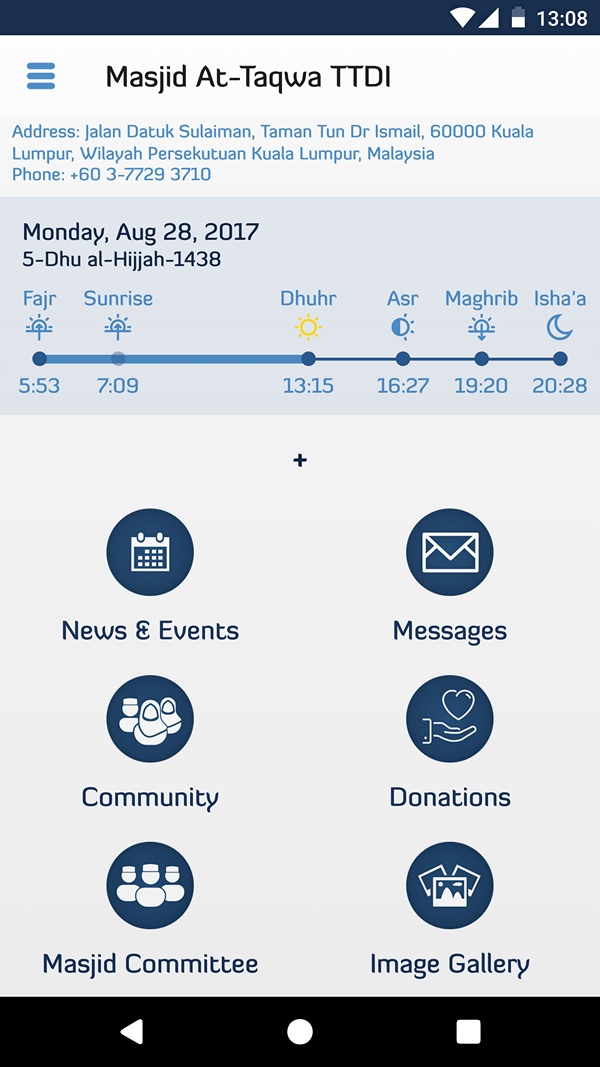 13:08
Masjid At-Taqwa TTDI
Address: Jalan Datuk Sulaiman, Taman Tun Dr Ismail, 60000 Kuala
Lumpur, Wilayah Persekutuan Kuala Lumpur, Malaysia
Phone: +60 3-7729 3710
Monday, Aug 28, 2017
5-Dhu al-Hijjah-1438
Fajr Sunrise Dhuhr Asr Maghrib Isha'a
5:53 7:09 13:15 16:27 19:20 20:28
+
News & Events Messages
Community Donations
Masjid Committee Image Gallery